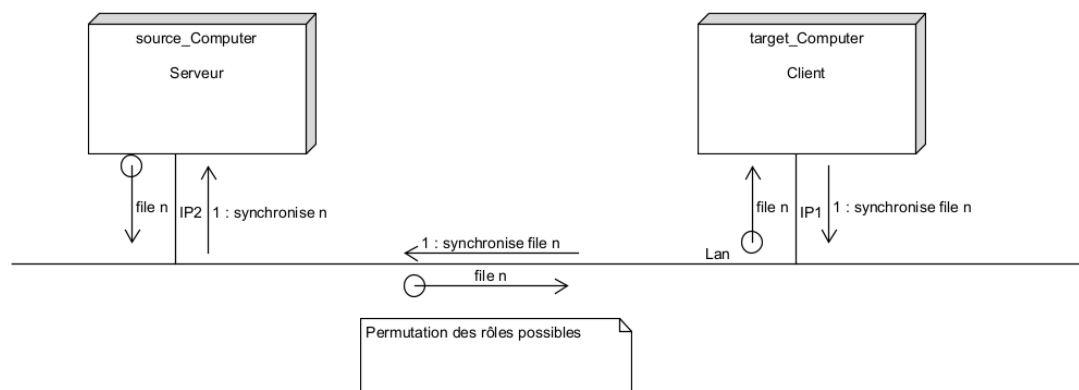 source_Computer
Serveur
target_Computer
Client
file n
IP2
1 : synchronise n
file n
IP1
1 : synchronise file n
1 : synchronise file n
Lan
file n
Permutation des rôles possibles